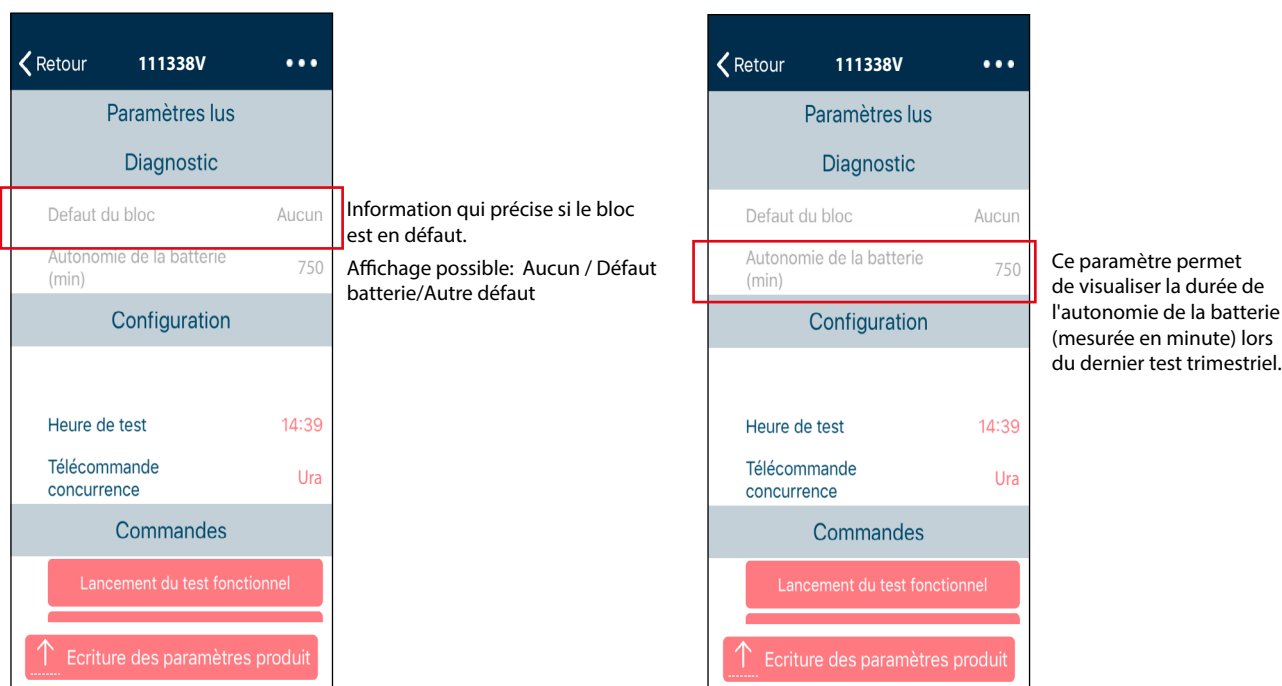 Retour 111338V •••
Paramètres lus
Diagnostic
Defaut du bloc Aucun
Autonomie de la batterie
(min) 750
Configuration
Heure de test 14:39
Télécommande
concurrence Ura
Commandes
Lancement du test fonctionnel
Ecriture des paramètres produit
Information qui précise si le bloc
est en défaut.
Affichage possible: Aucun / Défaut
batterie/Autre défaut
Retour 111338V •••
Paramètres lus
Diagnostic
Defaut du bloc Aucun
Autonomie de la batterie
(min) 750
Configuration
Heure de test 14:39
Télécommande
concurrence Ura
Commandes
Lancement du test fonctionnel
Ecriture des paramètres produit
Ce paramètre permet
de visualiser la durée de
l'autonomie de la batterie
(mesurée en minute) lors
du dernier test trimestriel.